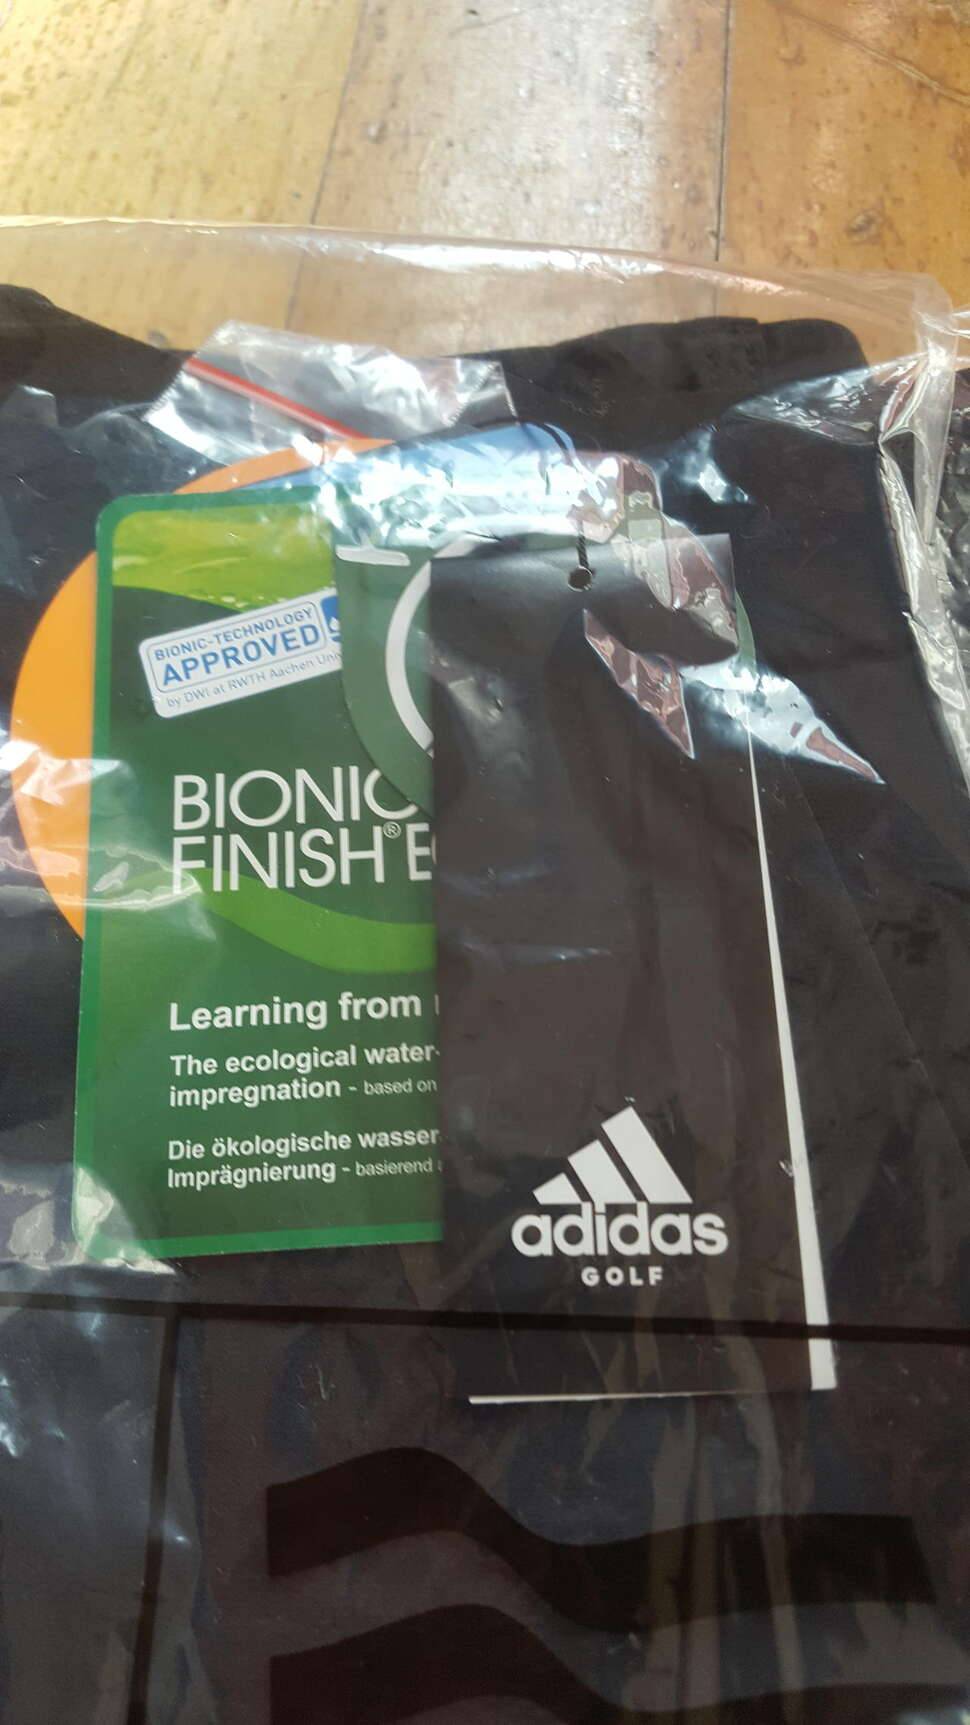 BIONIC-TECHNOLOGY
APPROVED
by DWI at RWTH Aachen
BIONIC
FINISH®
Learning from
The ecological water-
impregnation - based on
Die ökologische wasser
Imprägnierung - basierend
adidas
GOLF